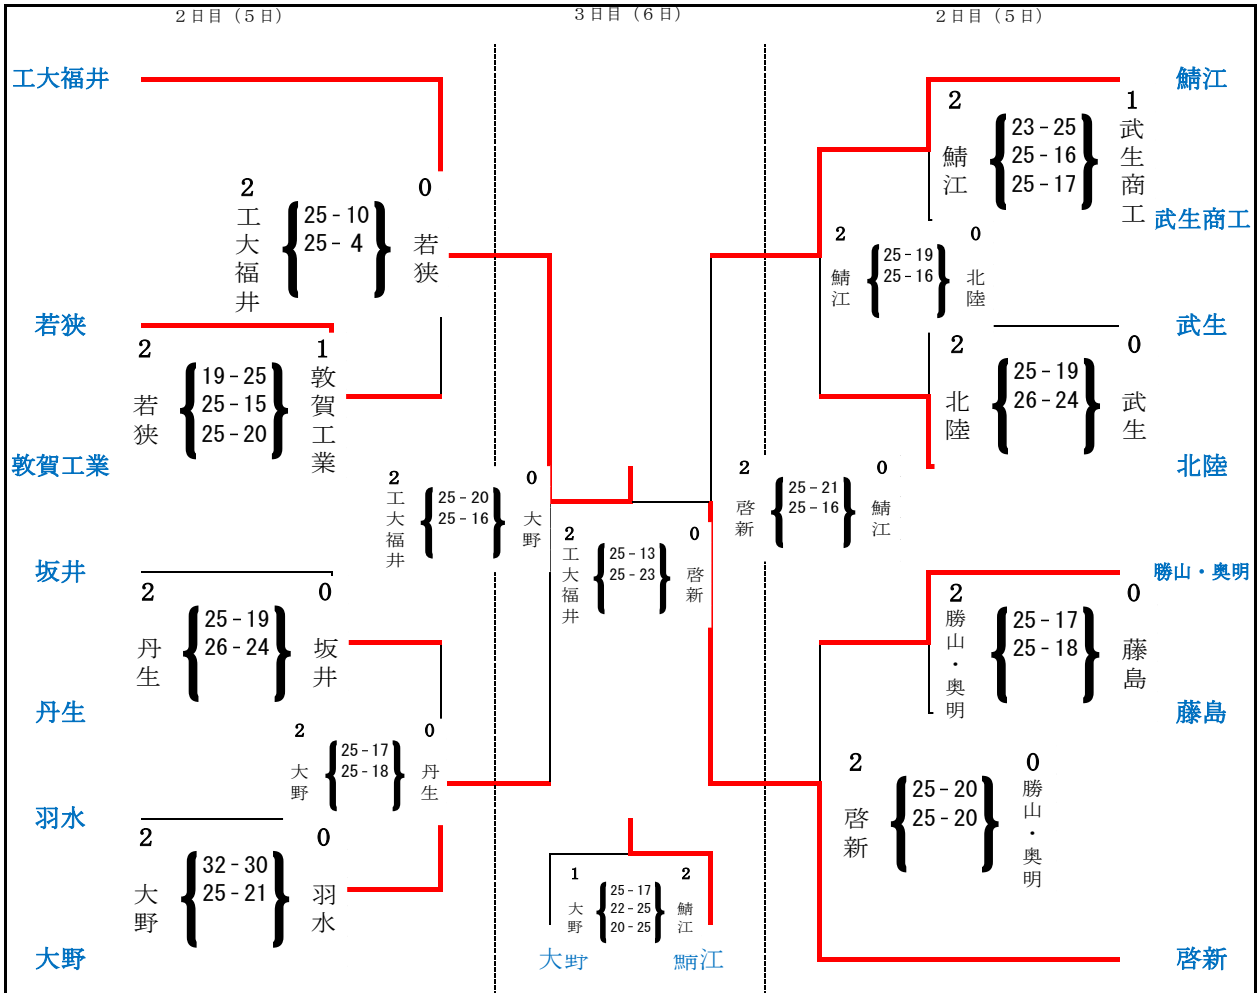 ２日目（５日）
３日目（６日）
２日目（５日）
工大福井
2 0
工大福井
25-10
25-4
若狭
若狭
2 1
若狭
19-25
25-15
25-20
敦賀工業
敦賀工業
坂井
2 0
丹生
25-19
26-24
坂井
丹生
2 0
大野
25-17
25-18
丹生
羽水
2 0
大野
32-30
25-21
羽水
大野
2 0
工大福井
25-20
25-16
大野
2 0
工大福井
25-13
25-23
啓新
1 2
大野
25-17
22-25
20-25
鯖江
大野
鯖江
2 0
啓新
25-21
25-16
鯖江
鯖江
2 1
鯖江
23-25
25-16
25-17
武生商工
武生商工
2 0
鯖江
25-19
25-16
北陸
武生
2 0
北陸
25-19
26-24
武生
北陸
勝山・奥明
2 0
勝山・奥明
25-17
25-18
藤島
藤島
2 0
啓新
25-20
25-20
勝山・奥明
啓新